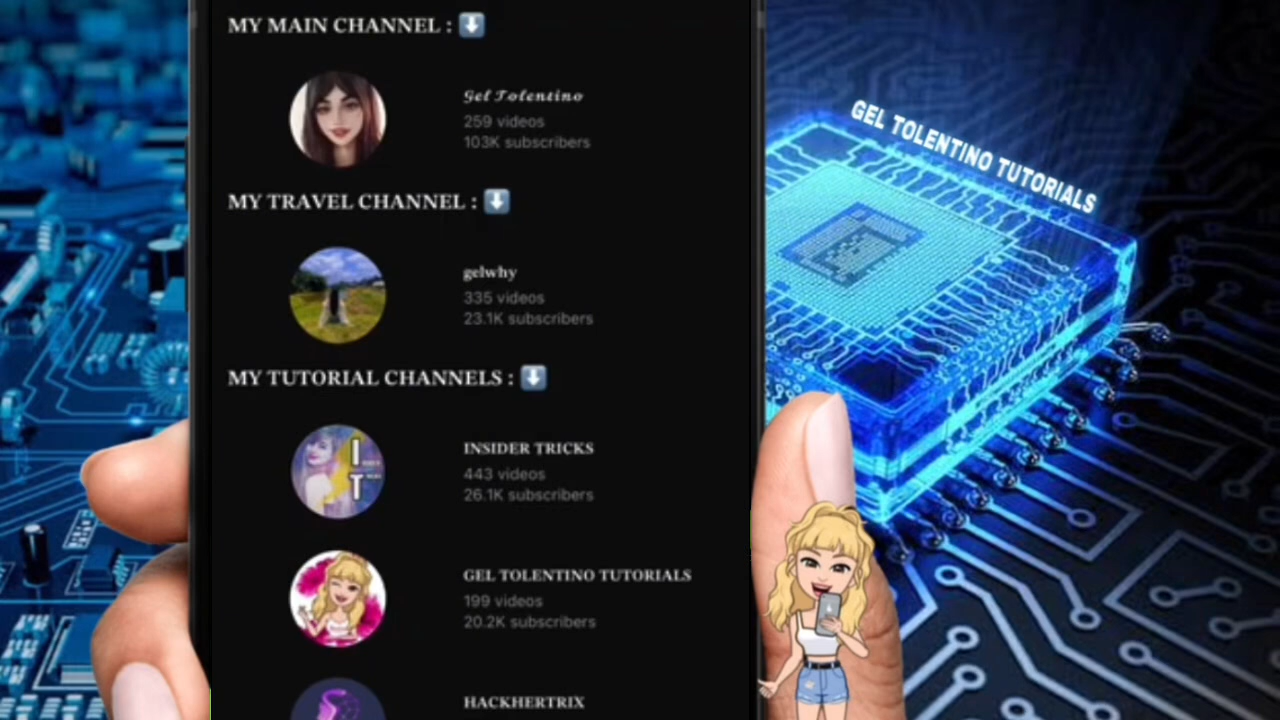 MY MAIN CHANNEL : ⬇️
Gel Tolentino
259 videos
103K subscribers
MY TRAVEL CHANNEL : ⬇️
gelwhy
335 videos
23.1K subscribers
MY TUTORIAL CHANNELS : ⬇️
I
T
INSIDER TRICKS
443 videos
26.1K subscribers
GEL TOLENTINO TUTORIALS
199 videos
20.2K subscribers
HACKHERTRIX
GEL TOLENTINO TUTORIALS